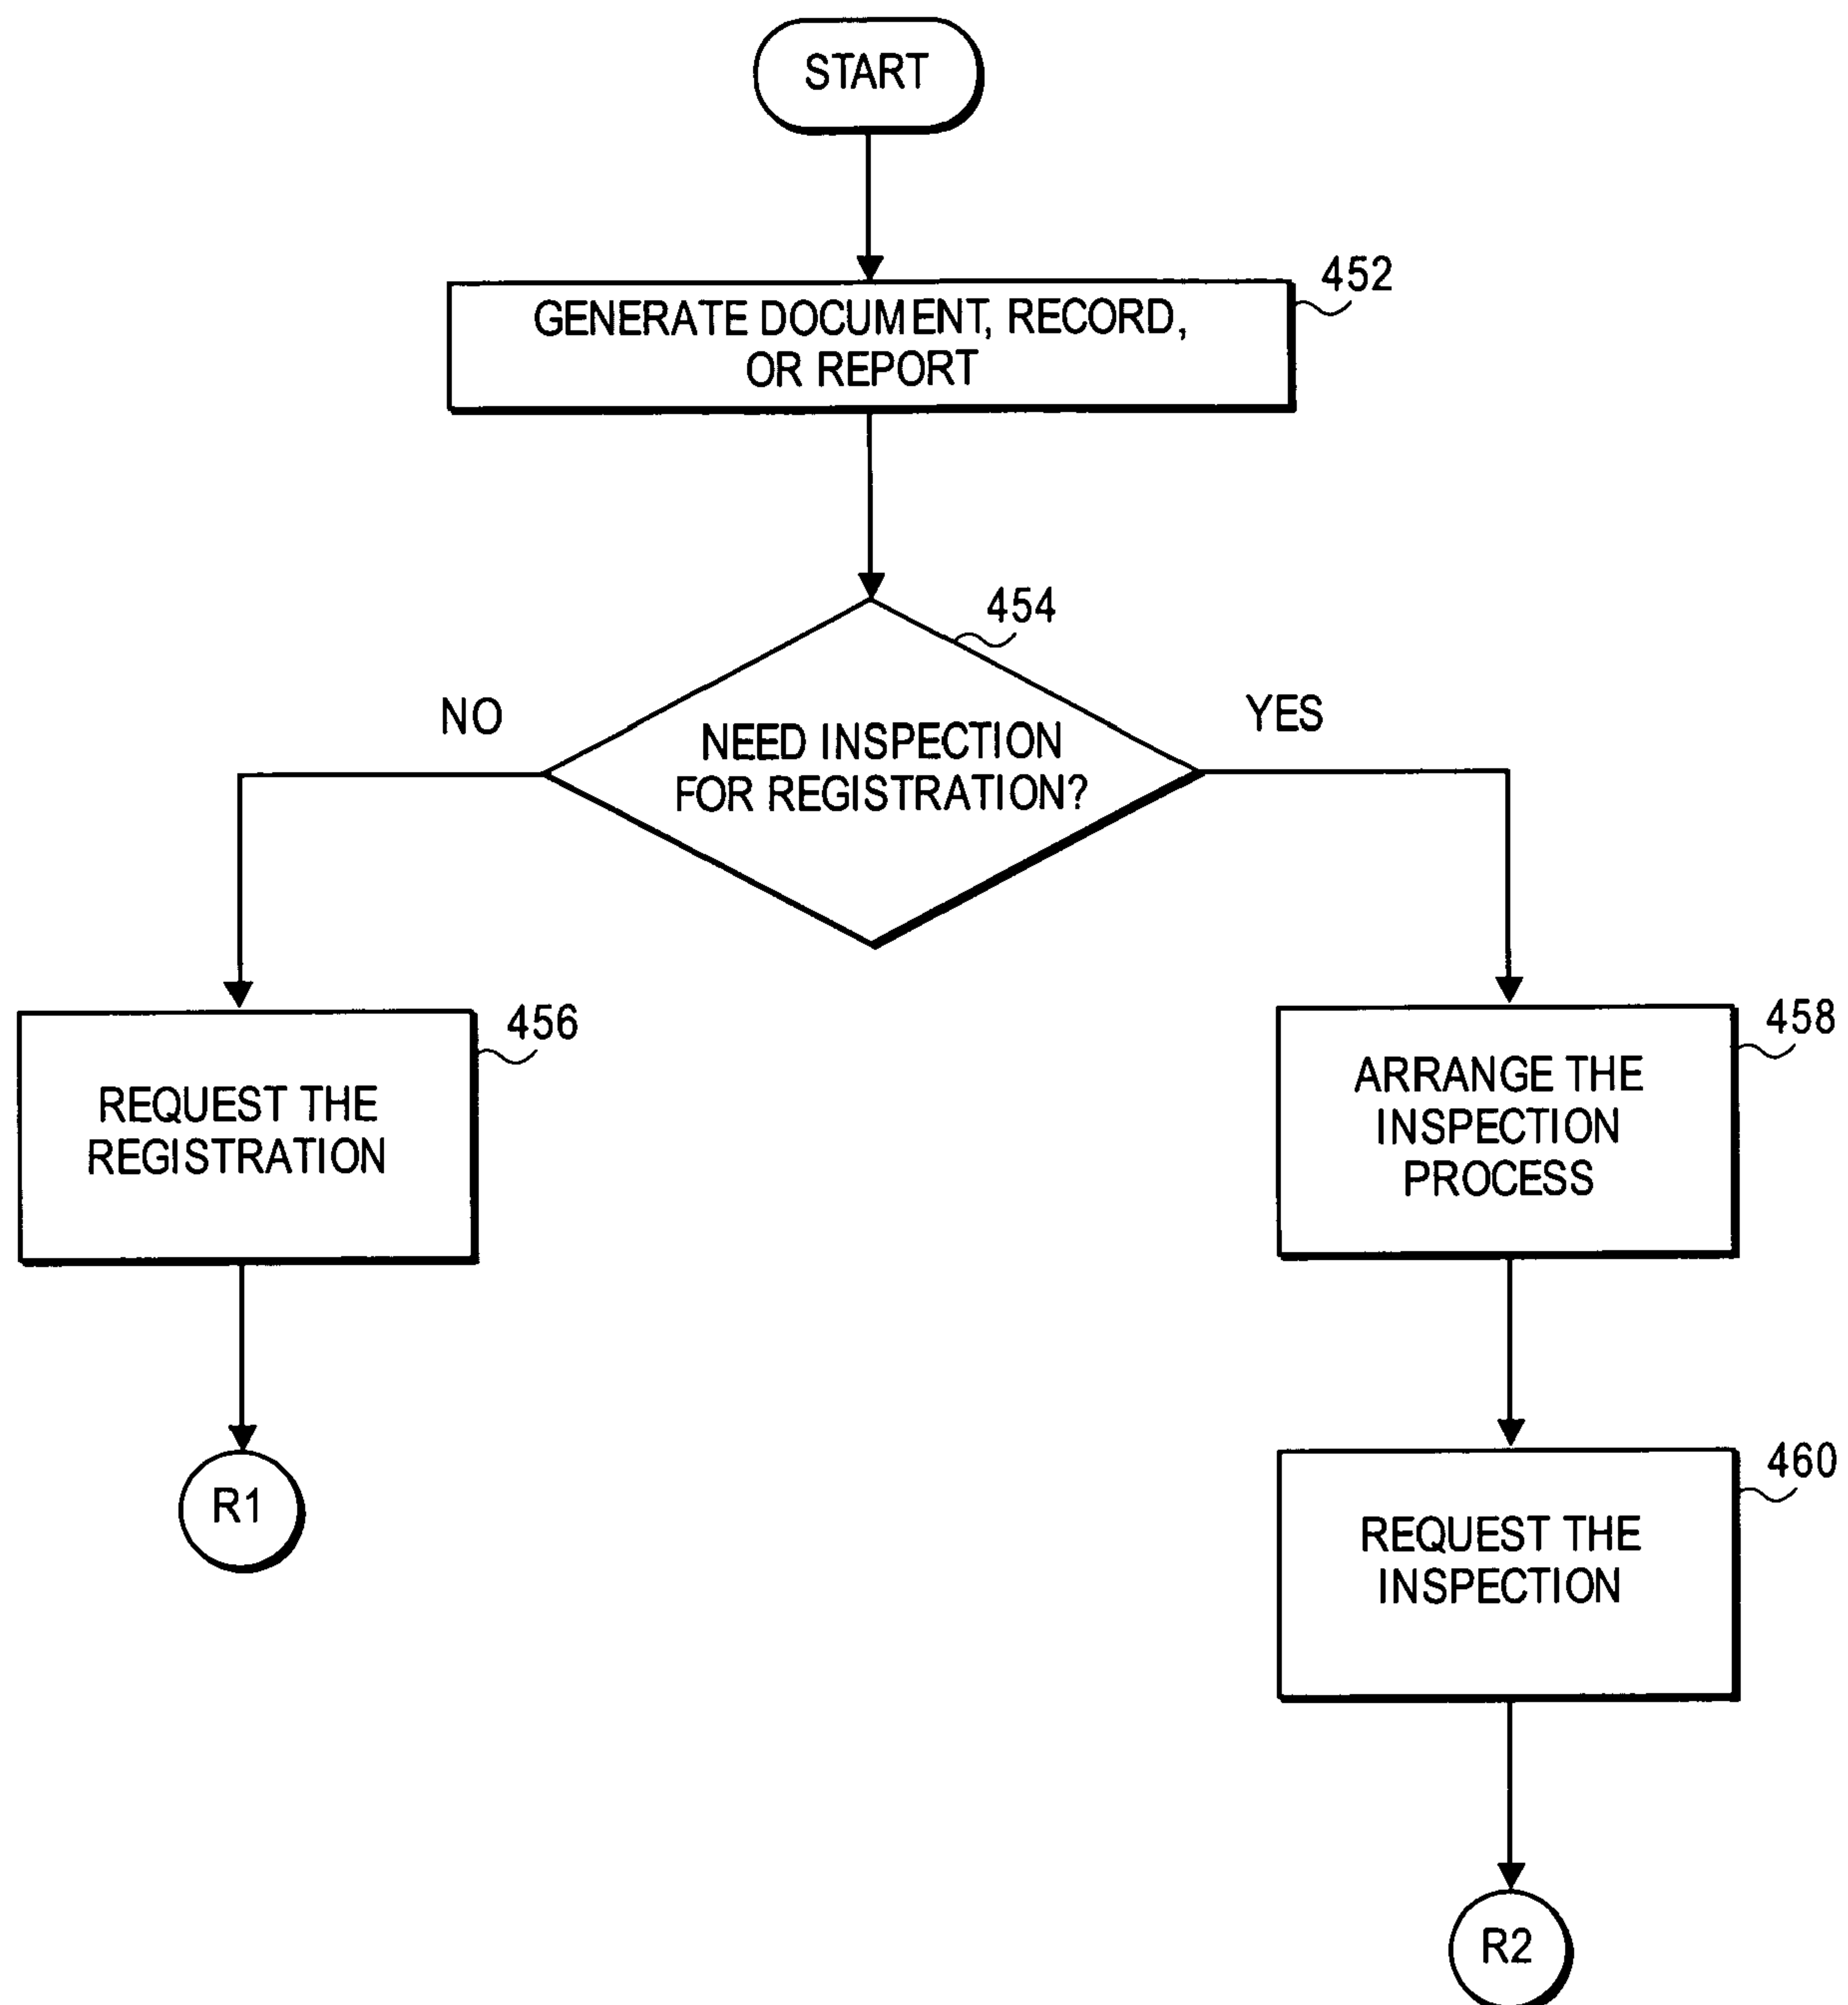 START
452
GENERATE DOCUMENT, RECORD,
OR REPORT
454
NO
YES
NEED INSPECTION
FOR REGISTRATION?
456
REQUEST THE
REGISTRATION
458
ARRANGE THE
INSPECTION
PROCESS
R1
460
REQUEST THE
INSPECTION
R2